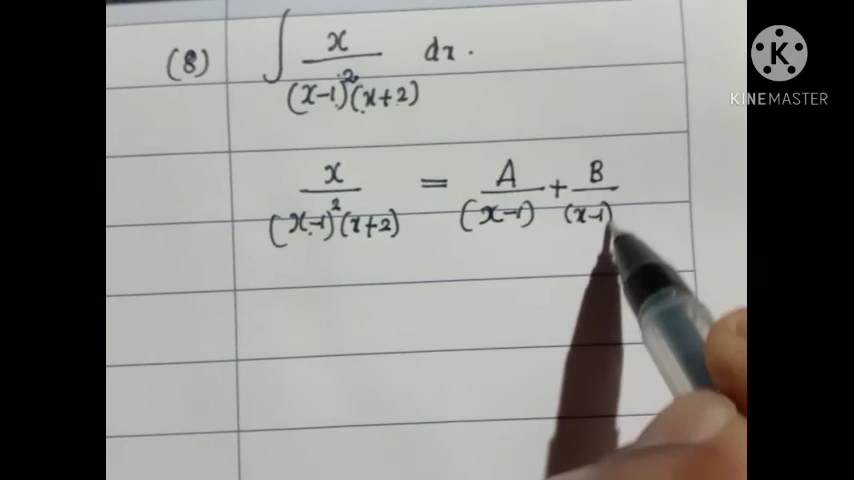 (8) ∫ x/((x-1)²(x+2)) dx.
x/((x-1)²(x+2)) = A/(x-1) + B/(x-1)
K
KINEMASTER